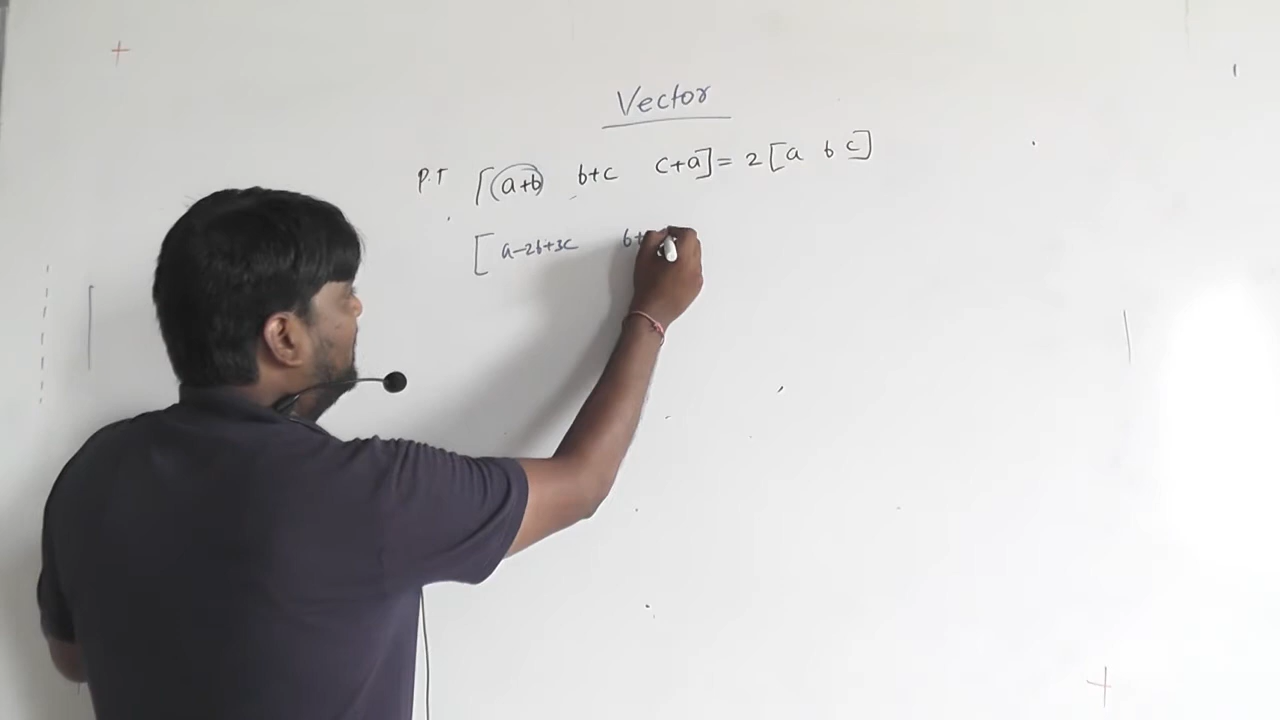 Vector
P.T [(a+b) b+c c+a] = 2 [a b c]
[ a-2b+3c b+